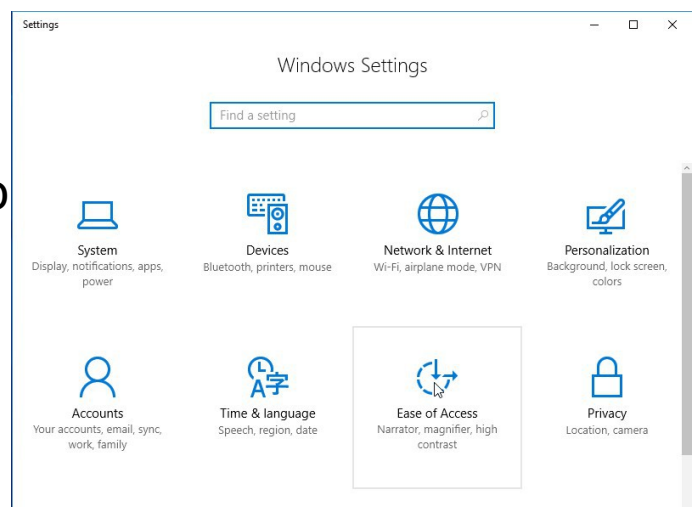 Settings
Windows Settings
Find a setting
System
Display, notifications, apps,
power
Devices
Bluetooth, printers, mouse
Network & Internet
Wi-Fi, airplane mode, VPN
Personalization
Background, lock screen,
colors
Accounts
Your accounts, email, sync,
work, family
Time & language
Speech, region, date
Ease of Access
Narrator, magnifier, high
contrast
Privacy
Location, camera